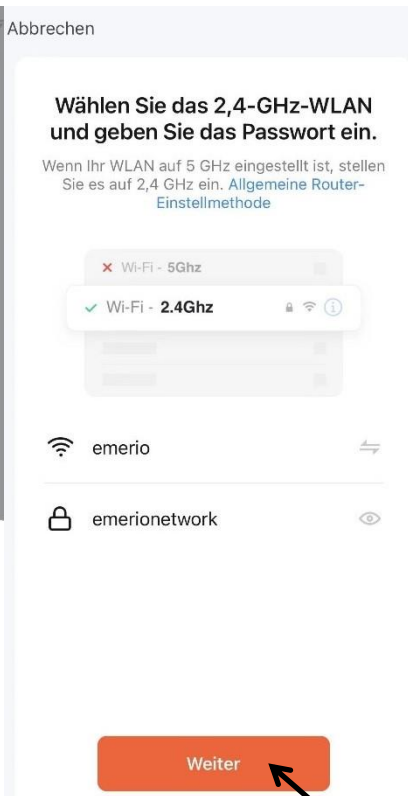 Abbrechen
Wählen Sie das 2,4-GHz-WLAN
und geben Sie das Passwort ein.
Wenn Ihr WLAN auf 5 GHz eingestellt ist, stellen
Sie es auf 2,4 GHz ein. Allgemeine Router-
Einstellmethode
Wi-Fi - 5Ghz
Wi-Fi - 2.4Ghz
emerio
emerionetwork
Weiter